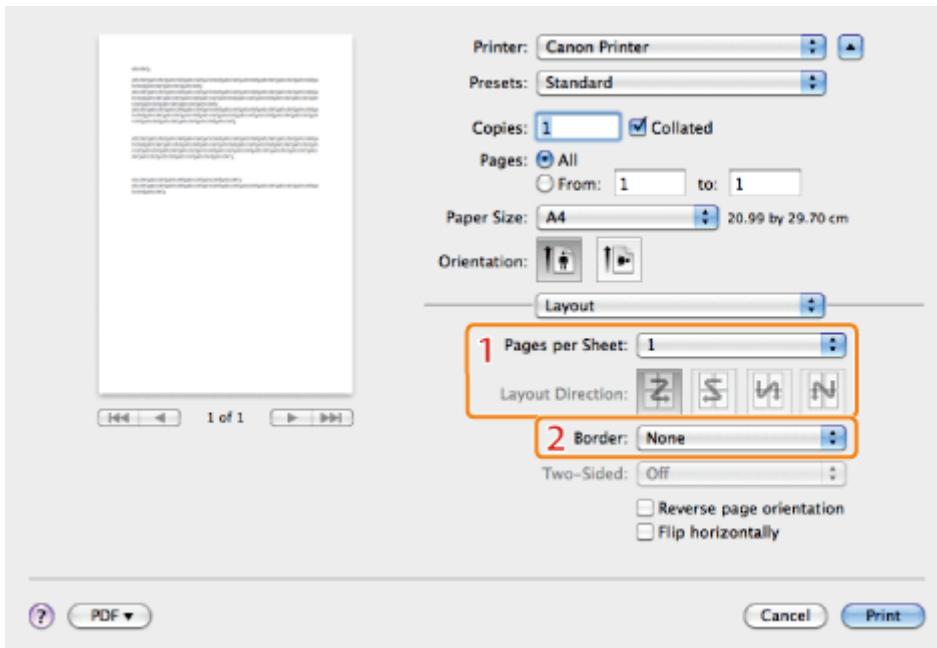 Printer: Canon Printer
Presets: Standard
Copies: 1 Collated
Pages: All
From: 1 to: 1
Paper Size: A4 20.99 by 29.70 cm
Orientation:
Layout
1 Pages per Sheet: 1
Layout Direction:
2 Border: None
Two-Sided: Off
Reverse page orientation
Flip horizontally
1 of 1
? PDF Cancel Print